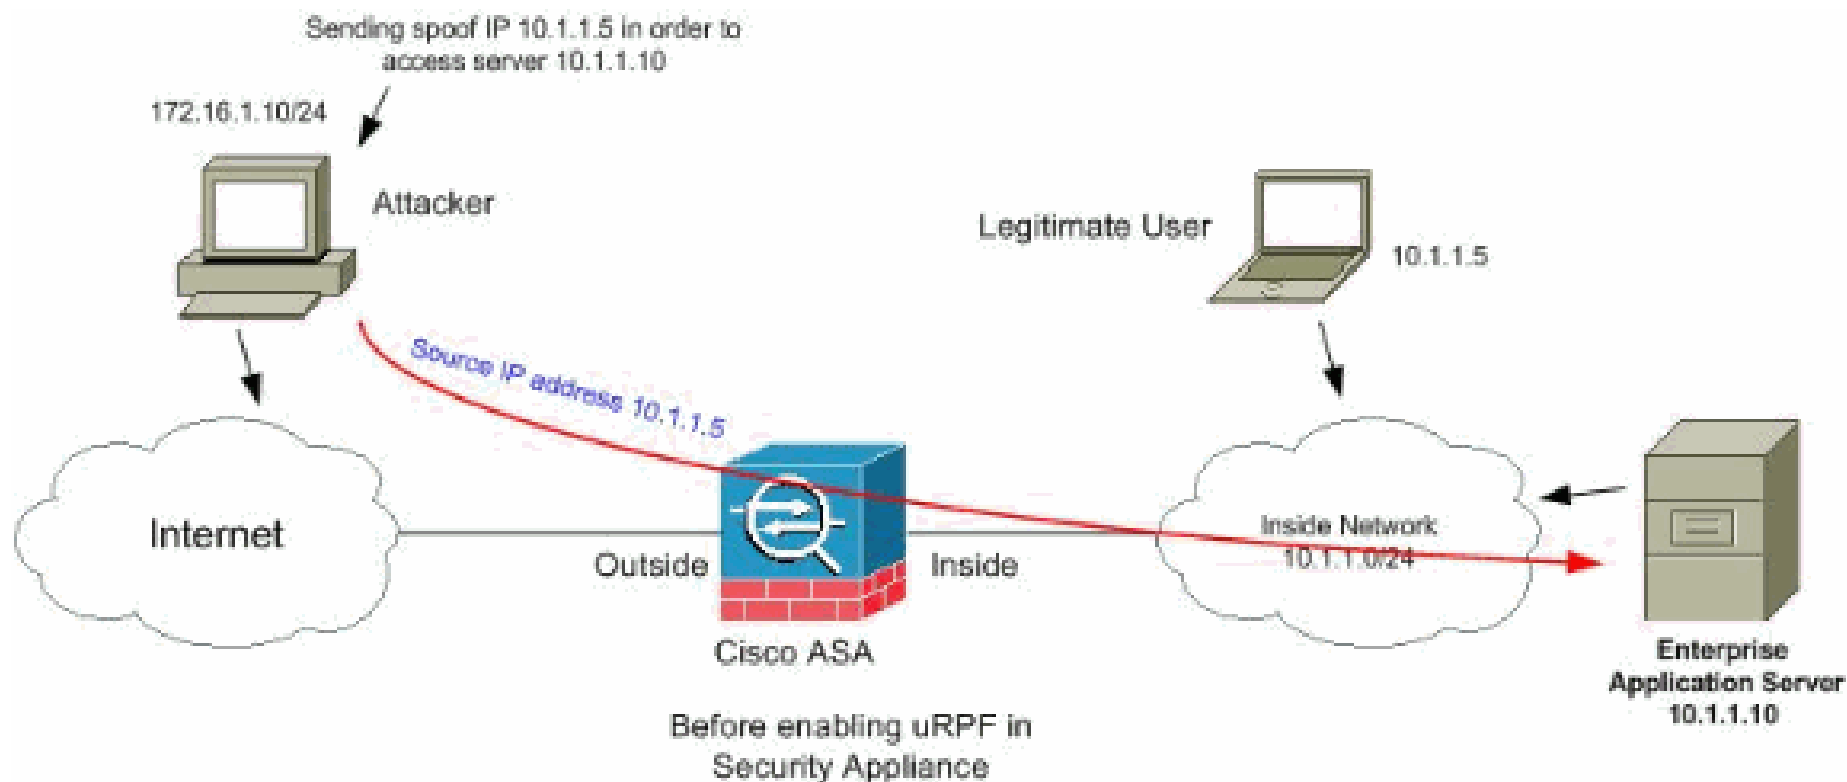 Sending spoof IP 10.1.1.5 in order to
access server 10.1.1.10
172.16.1.10/24
Attacker
Legitimate User
10.1.1.5
Source IP address 10.1.1.5
Internet
Outside
Inside
Inside Network
10.1.1.0/24
Cisco ASA
Enterprise
Application Server
10.1.1.10
Before enabling uRPF in
Security Appliance